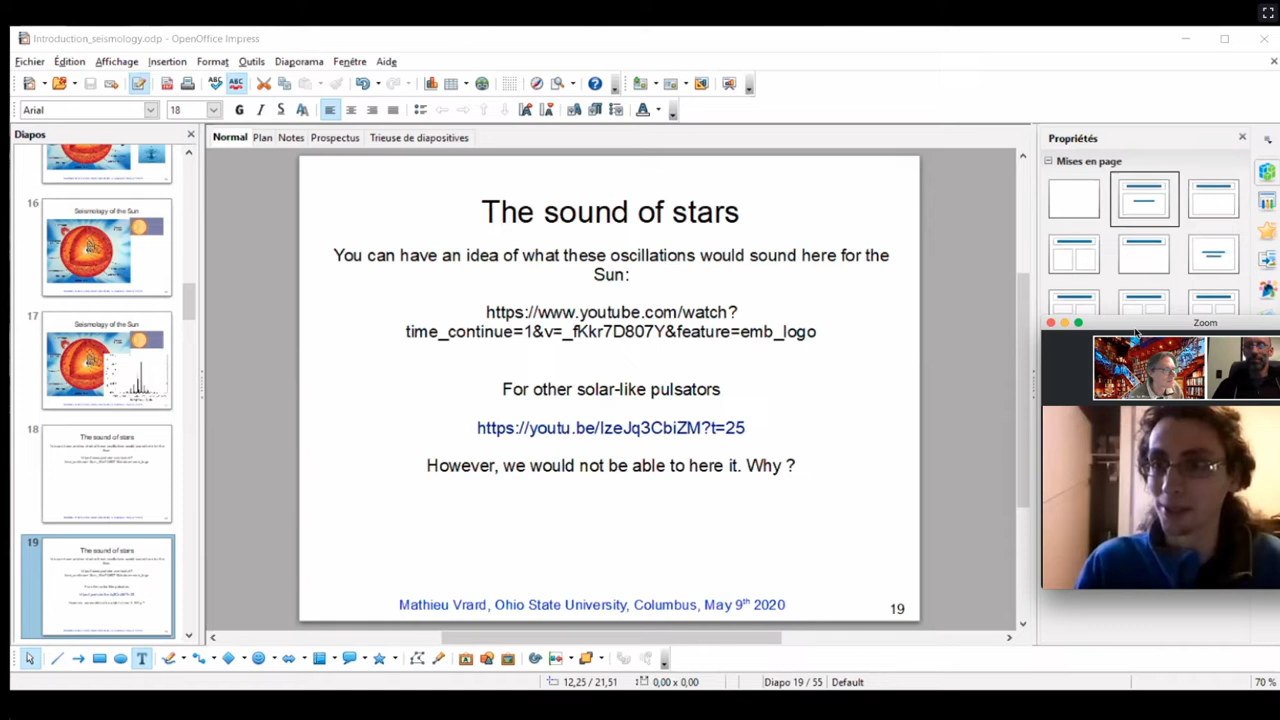 Introduction_seismology.odp - OpenOffice Impress
Fichier Édition Affichage Insertion Format Outils Diaporama Fenêtre Aide
Arial 18
Diapos
Normal Plan Notes Prospectus Trieuse de diapositives
Propriétés
Mises en page
16
Seismology of the Sun
17
Seismology of the Sun
18
The sound of stars
19
The sound of stars
The sound of stars
You can have an idea of what these oscillations would sound here for the
Sun:
https://www.youtube.com/watch?
time_continue=1&v=_fKkr7D807Y&feature=emb_logo
For other solar-like pulsators
https://youtu.be/IzeJq3CbiZM?t=25
However, we would not be able to here it. Why ?
Mathieu Vrard, Ohio State University, Columbus, May 9th 2020
19
Zoom
12,25 / 21,51 0,00 x 0,00 Diapo 19 / 55 Default 70 %